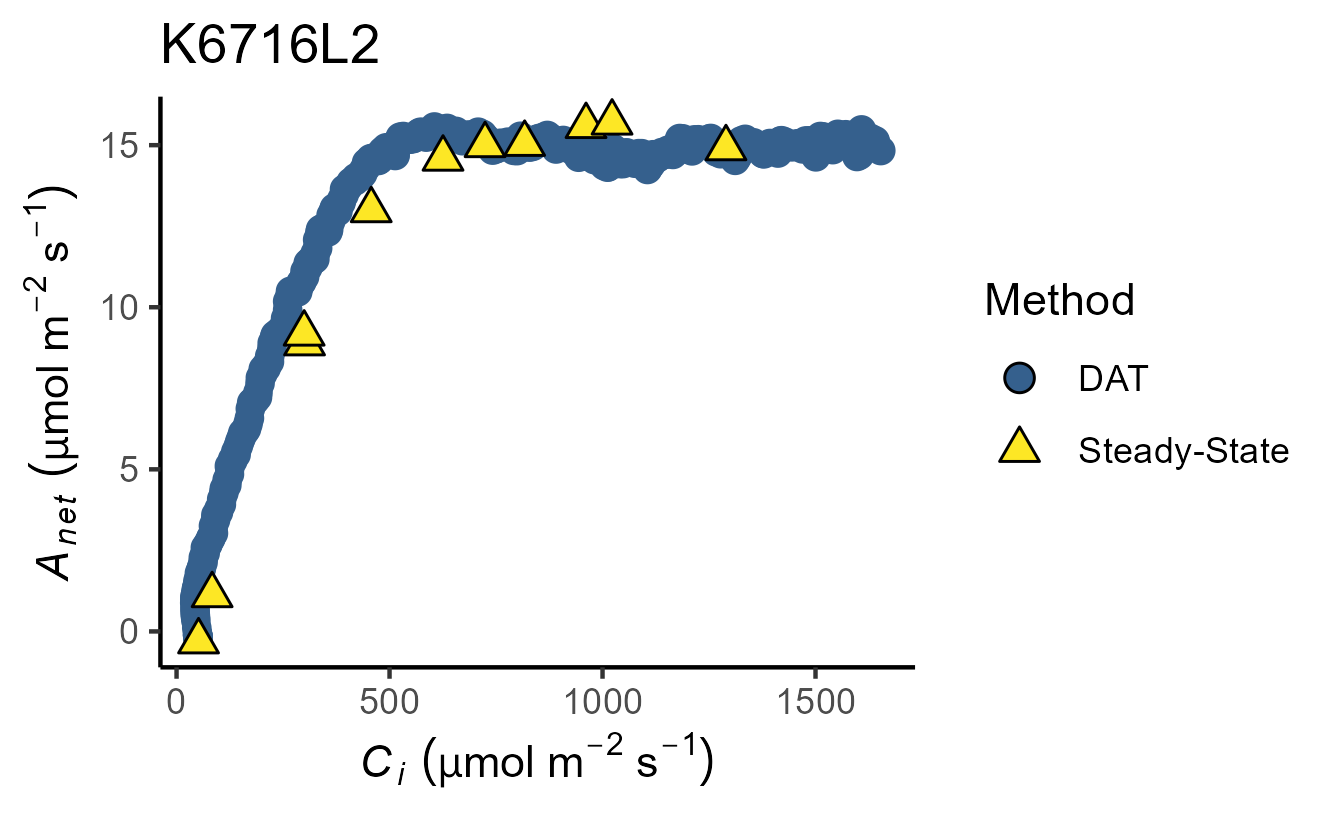 K6716L2
15
10
5
0
A_net (µmol m⁻² s⁻¹)
0 500 1000 1500
C_i (µmol m⁻² s⁻¹)
Method
DAT
Steady-State